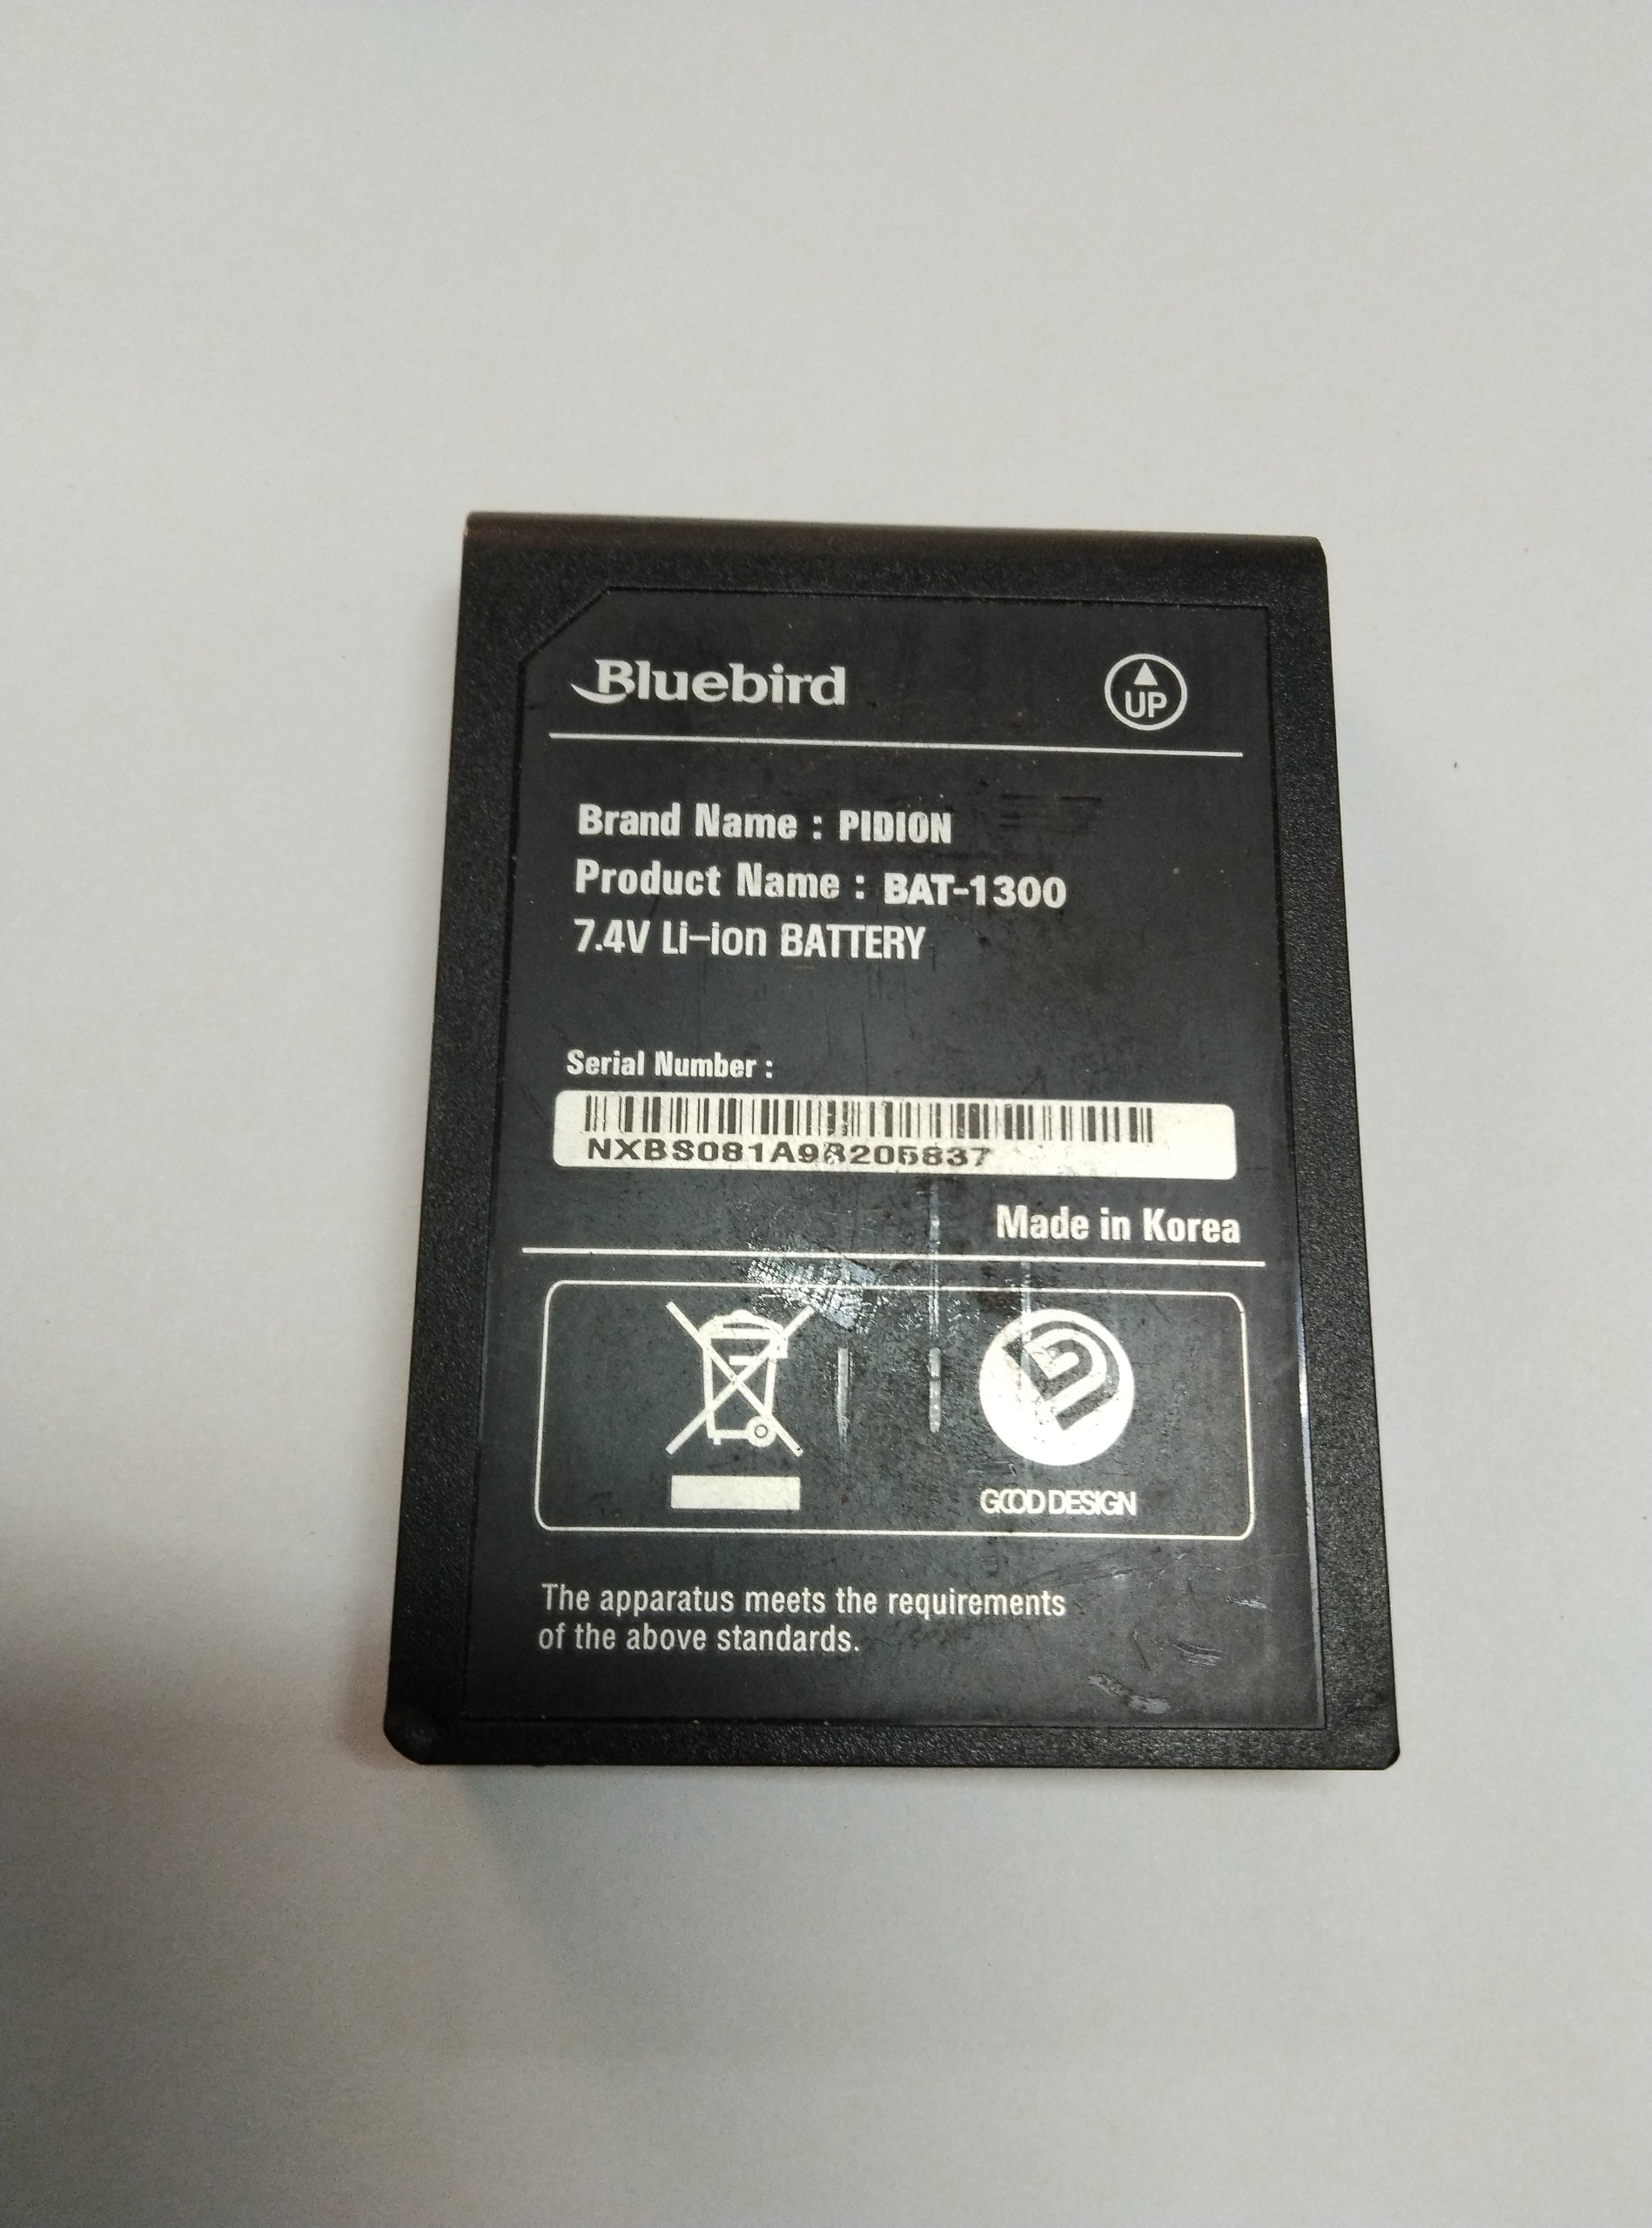 Bluebird
UP
Brand Name : PIDION
Product Name : BAT-1300
7.4V Li-ion BATTERY
Serial Number :
Made in Korea
GOOD DESIGN
The apparatus meets the requirements
of the above standards.